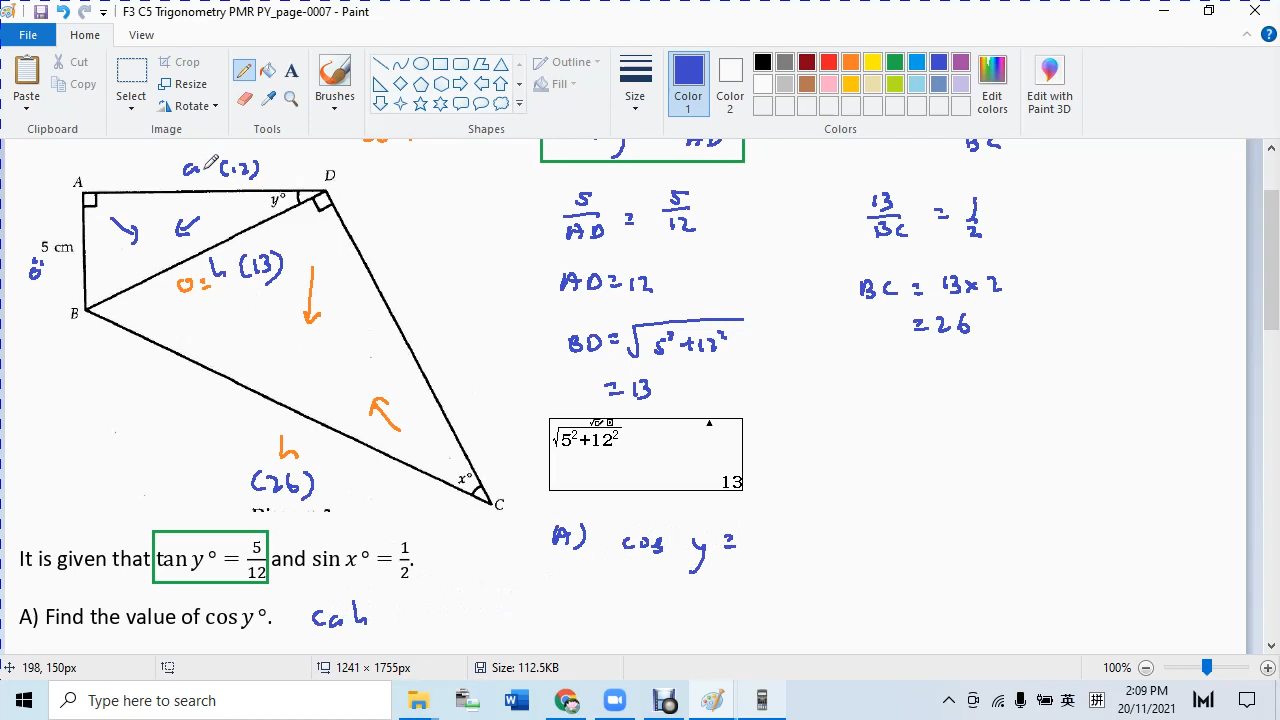 F3 C5 Trigonometry PMR PY_page-0007 - Paint
File Home View
Paste Cut Copy Clipboard
Select Crop Resize Rotate Image
A Tools
Brushes
Shapes
Outline Fill
Size
Color 1 Color 2 Colors
Edit colors
Edit with Paint 3D
AD
BC
a (12)
A D
y°
5 cm
o
h (13)
o =
B
h
(26)
x°
C
5/AD = 5/12
AD = 12
BD = √5²+12²
= 13
√5²+12²
13
13/BC = 1/2
BC = 13 × 2
= 26
A) cos y =
It is given that tan y° = 5/12 and sin x° = 1/2.
A) Find the value of cos y°. cah
198, 150px 1241 × 1755px Size: 112.5KB 100%
Type here to search
英 拼
2:09 PM
20/11/2021